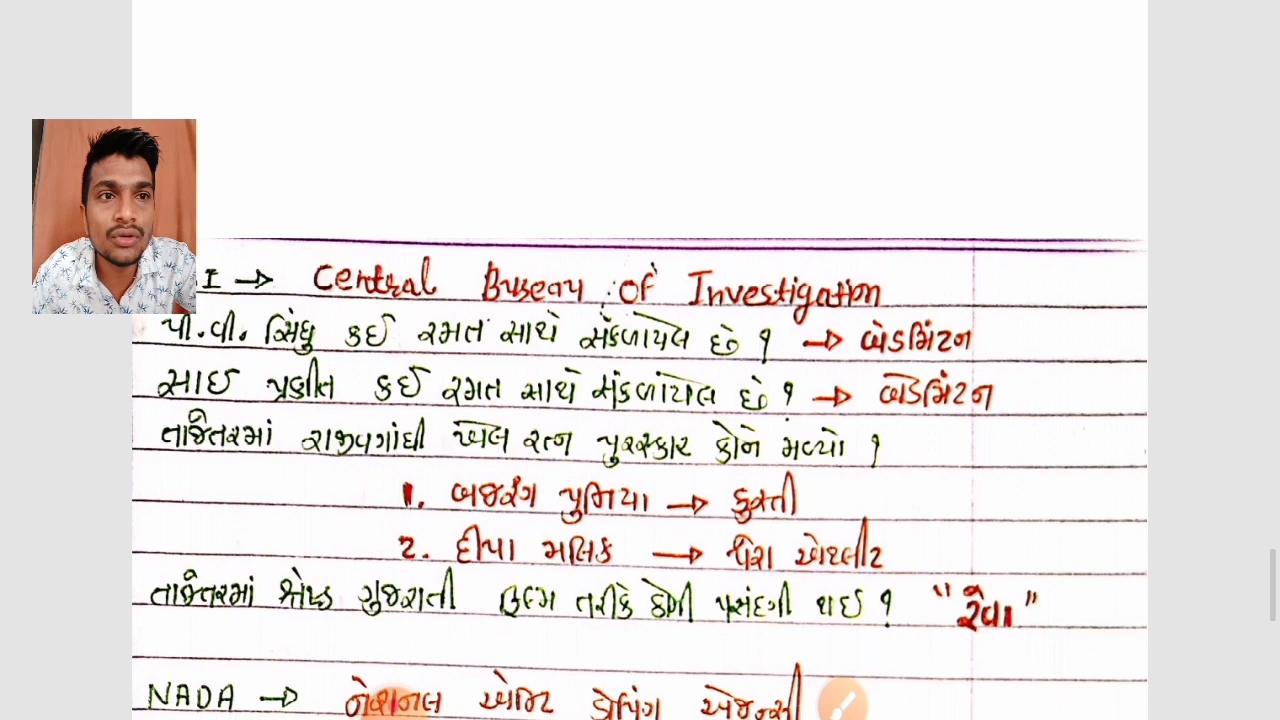 I → Central Bureau of Investigation
પી.વી. સિંધુ કઈ રમત સાથે સંકળાયેલ છે ? → બેડમિંટન
સાઈ પ્રણીત કઈ રમત સાથે સંકળાયેલ છે ? → બેડમિંટન
તાજેતરમાં રાજીવગાંધી ખેલ રત્ન પુરસ્કાર કોને મળ્યો ?
1. બજરંગ પુનિયા → કુસ્તી
2. દીપા મલિક → પેરા એટલીટ
તાજેતરમાં શ્રેષ્ઠ ગુજરાતી ફિલ્મ તરીકે કોની પસંદગી થઈ ? "રેવા"
NADA → નેશનલ એન્ટિ ડોપિંગ એજન્સી